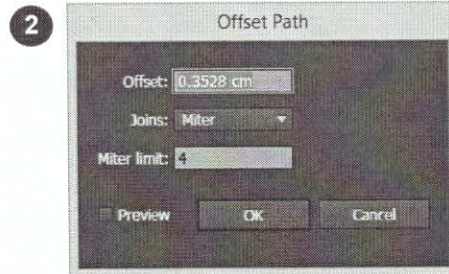 2
Offset Path
Offset: 0.3528 cm
Joins: Miter
Miter limit: 4
Preview OK Cancel